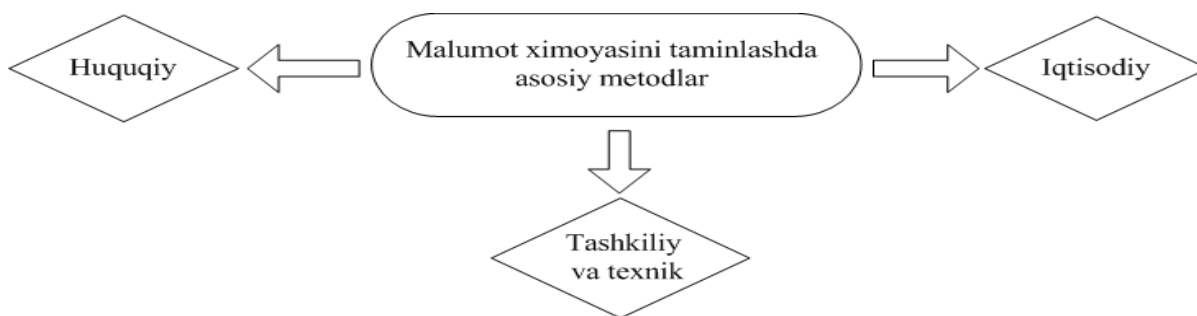 Malumot ximoyasini taminlashda
asosiy metodlar
Huquqiy
Iqtisodiy
Tashkiliy
va texnik